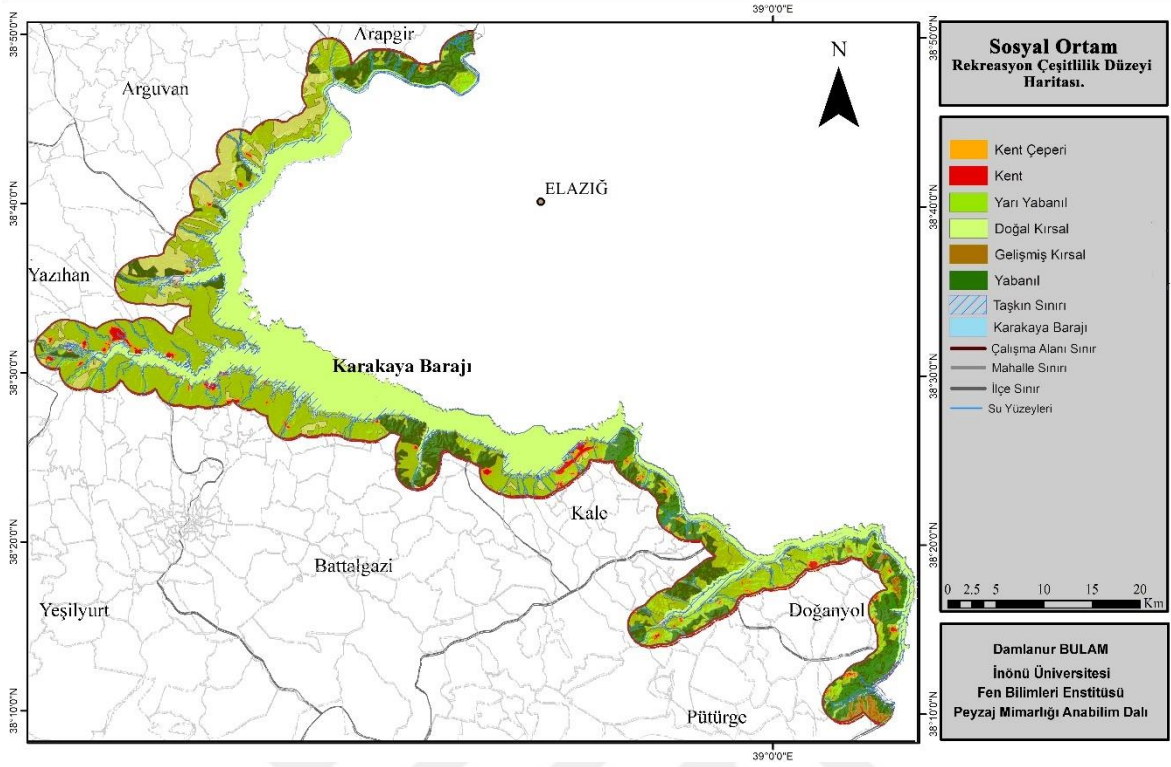 39°0'0"E
38°50'0"N
38°50'0"N
Arapgir
Arguvan
N
ELAZIĞ
38°40'0"N
38°40'0"N
Yazıhan
Karakaya Barajı
38°30'0"N
38°30'0"N
Kale
38°20'0"N
38°20'0"N
Battalgazi
Yeşilyurt
Doğanyol
Pütürge
38°10'0"N
38°10'0"N
39°0'0"E
Sosyal Ortam
Rekreasyon Çeşitlilik Düzeyi
Haritası.
Kent Çeperi
Kent
Yarı Yabanıl
Doğal Kırsal
Gelişmiş Kırsal
Yabanıl
Taşkın Sınırı
Karakaya Barajı
Çalışma Alanı Sınır
Mahalle Sınırı
İlçe Sınır
Su Yüzeyleri
0 2.5 5 10 15 20
Km
Damlanur BULAM
İnönü Üniversitesi
Fen Bilimleri Enstitüsü
Peyzaj Mimarlığı Anabilim Dalı